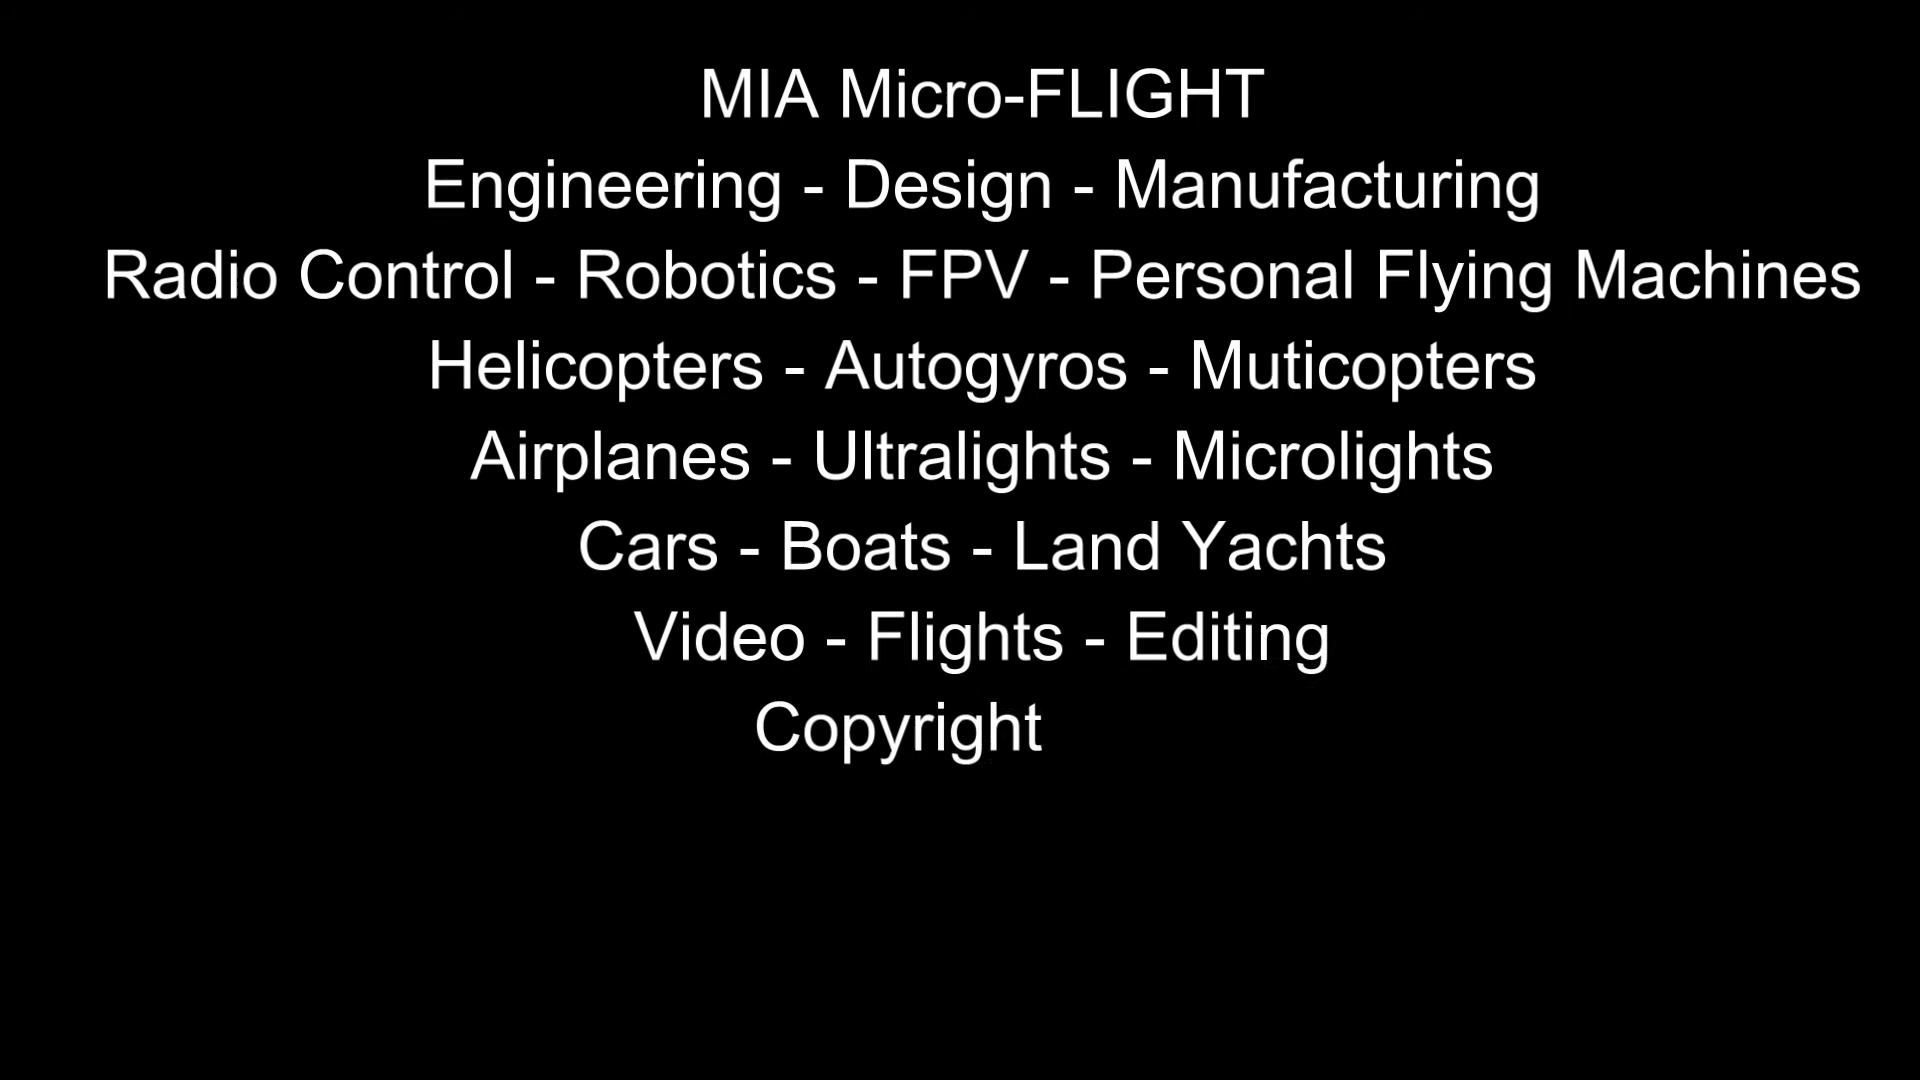 MIA Micro-FLIGHT
Engineering - Design - Manufacturing
Radio Control - Robotics - FPV - Personal Flying Machines
Helicopters - Autogyros - Muticopters
Airplanes - Ultralights - Microlights
Cars - Boats - Land Yachts
Video - Flights - Editing
Copyright